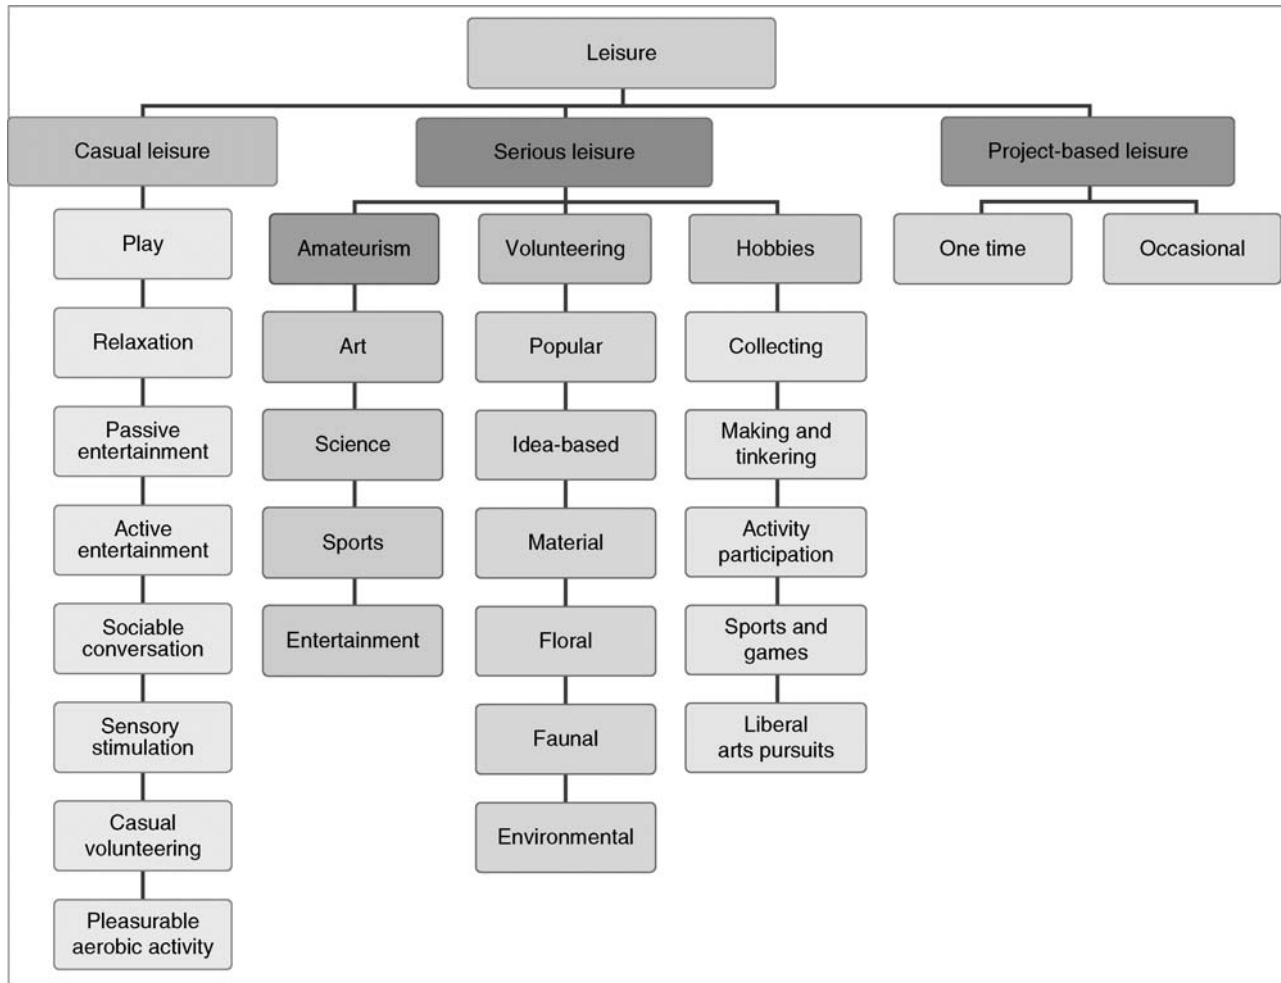 Leisure
Casual leisure
Serious leisure
Project-based leisure
Play
Amateurism
Volunteering
Hobbies
One time
Occasional
Relaxation
Art
Popular
Collecting
Passive
entertainment
Science
Idea-based
Making and
tinkering
Active
entertainment
Sports
Material
Activity
participation
Sociable
conversation
Entertainment
Floral
Sports and
games
Sensory
stimulation
Faunal
Liberal
arts pursuits
Casual
volunteering
Environmental
Pleasurable
aerobic activity